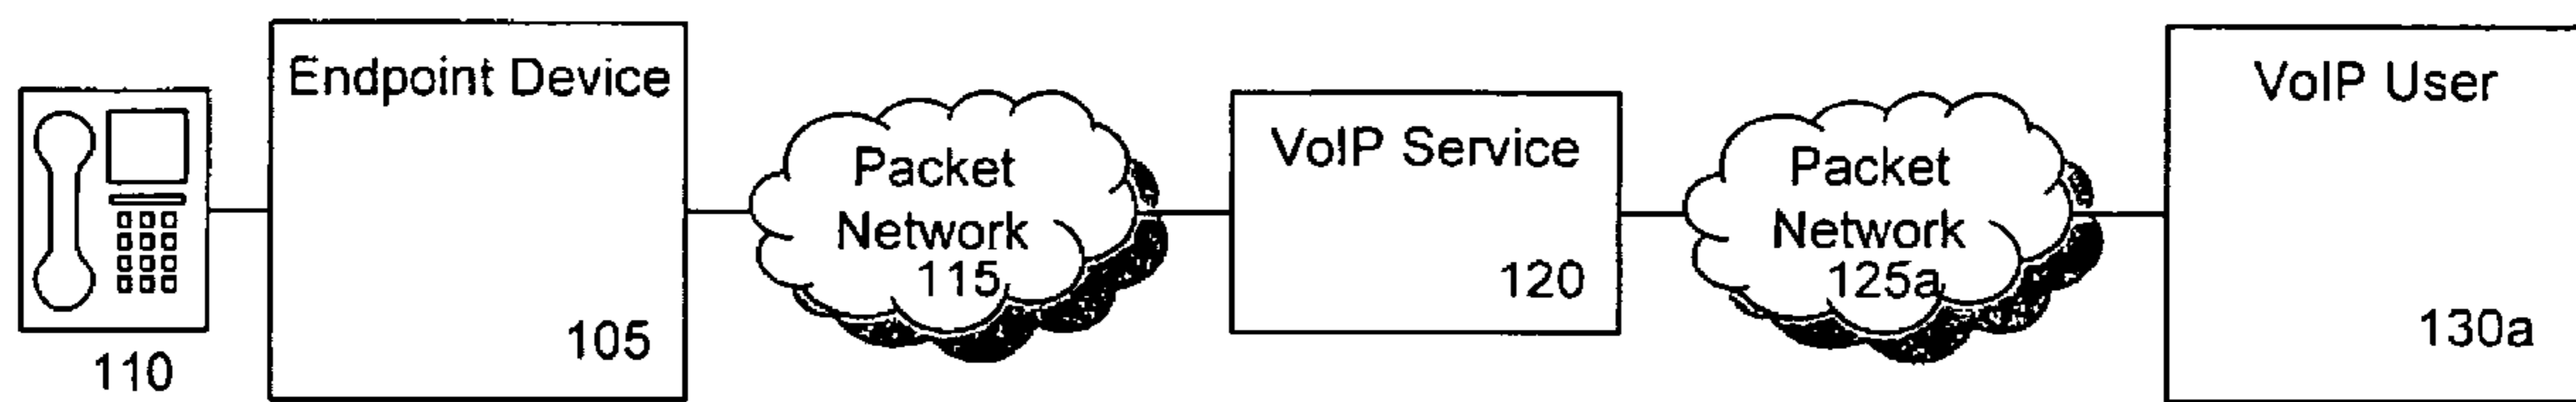 110
Endpoint Device
105
Packet
Network
115
VoIP Service
120
Packet
Network
125a
VoIP User
130a